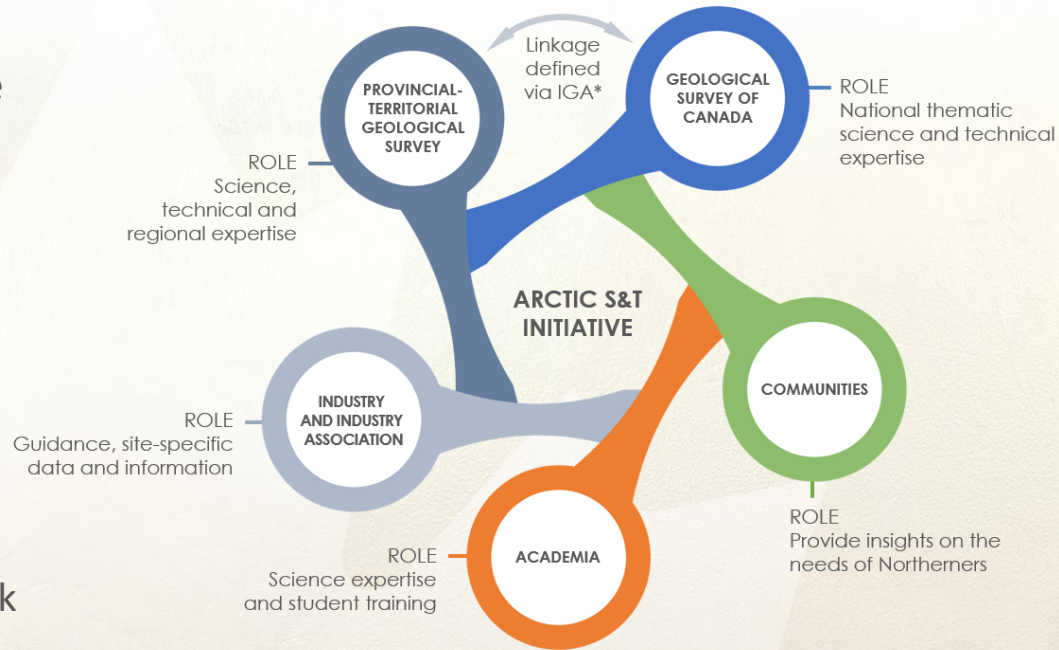 Linkage
defined
via IGA*
PROVINCIAL-
TERRITORIAL
GEOLOGICAL
SURVEY
ROLE
Science,
technical and
regional expertise
GEOLOGICAL
SURVEY OF
CANADA
ROLE
National thematic
science and technical
expertise
ARCTIC S&T
INITIATIVE
INDUSTRY
AND INDUSTRY
ASSOCIATION
ROLE
Guidance, site-specific
data and information
COMMUNITIES
ROLE
Provide insights on the
needs of Northerners
ACADEMIA
ROLE
Science expertise
and student training